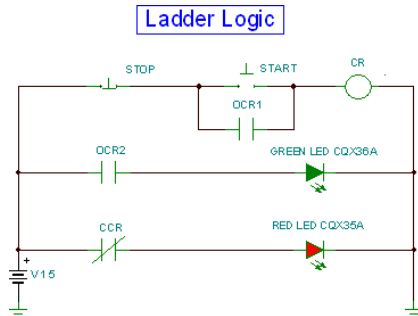 Ladder Logic
STOP
START
CR
OCR1
OCR2
GREEN LED CQX36A
CCR
RED LED CQX35A
+
V15